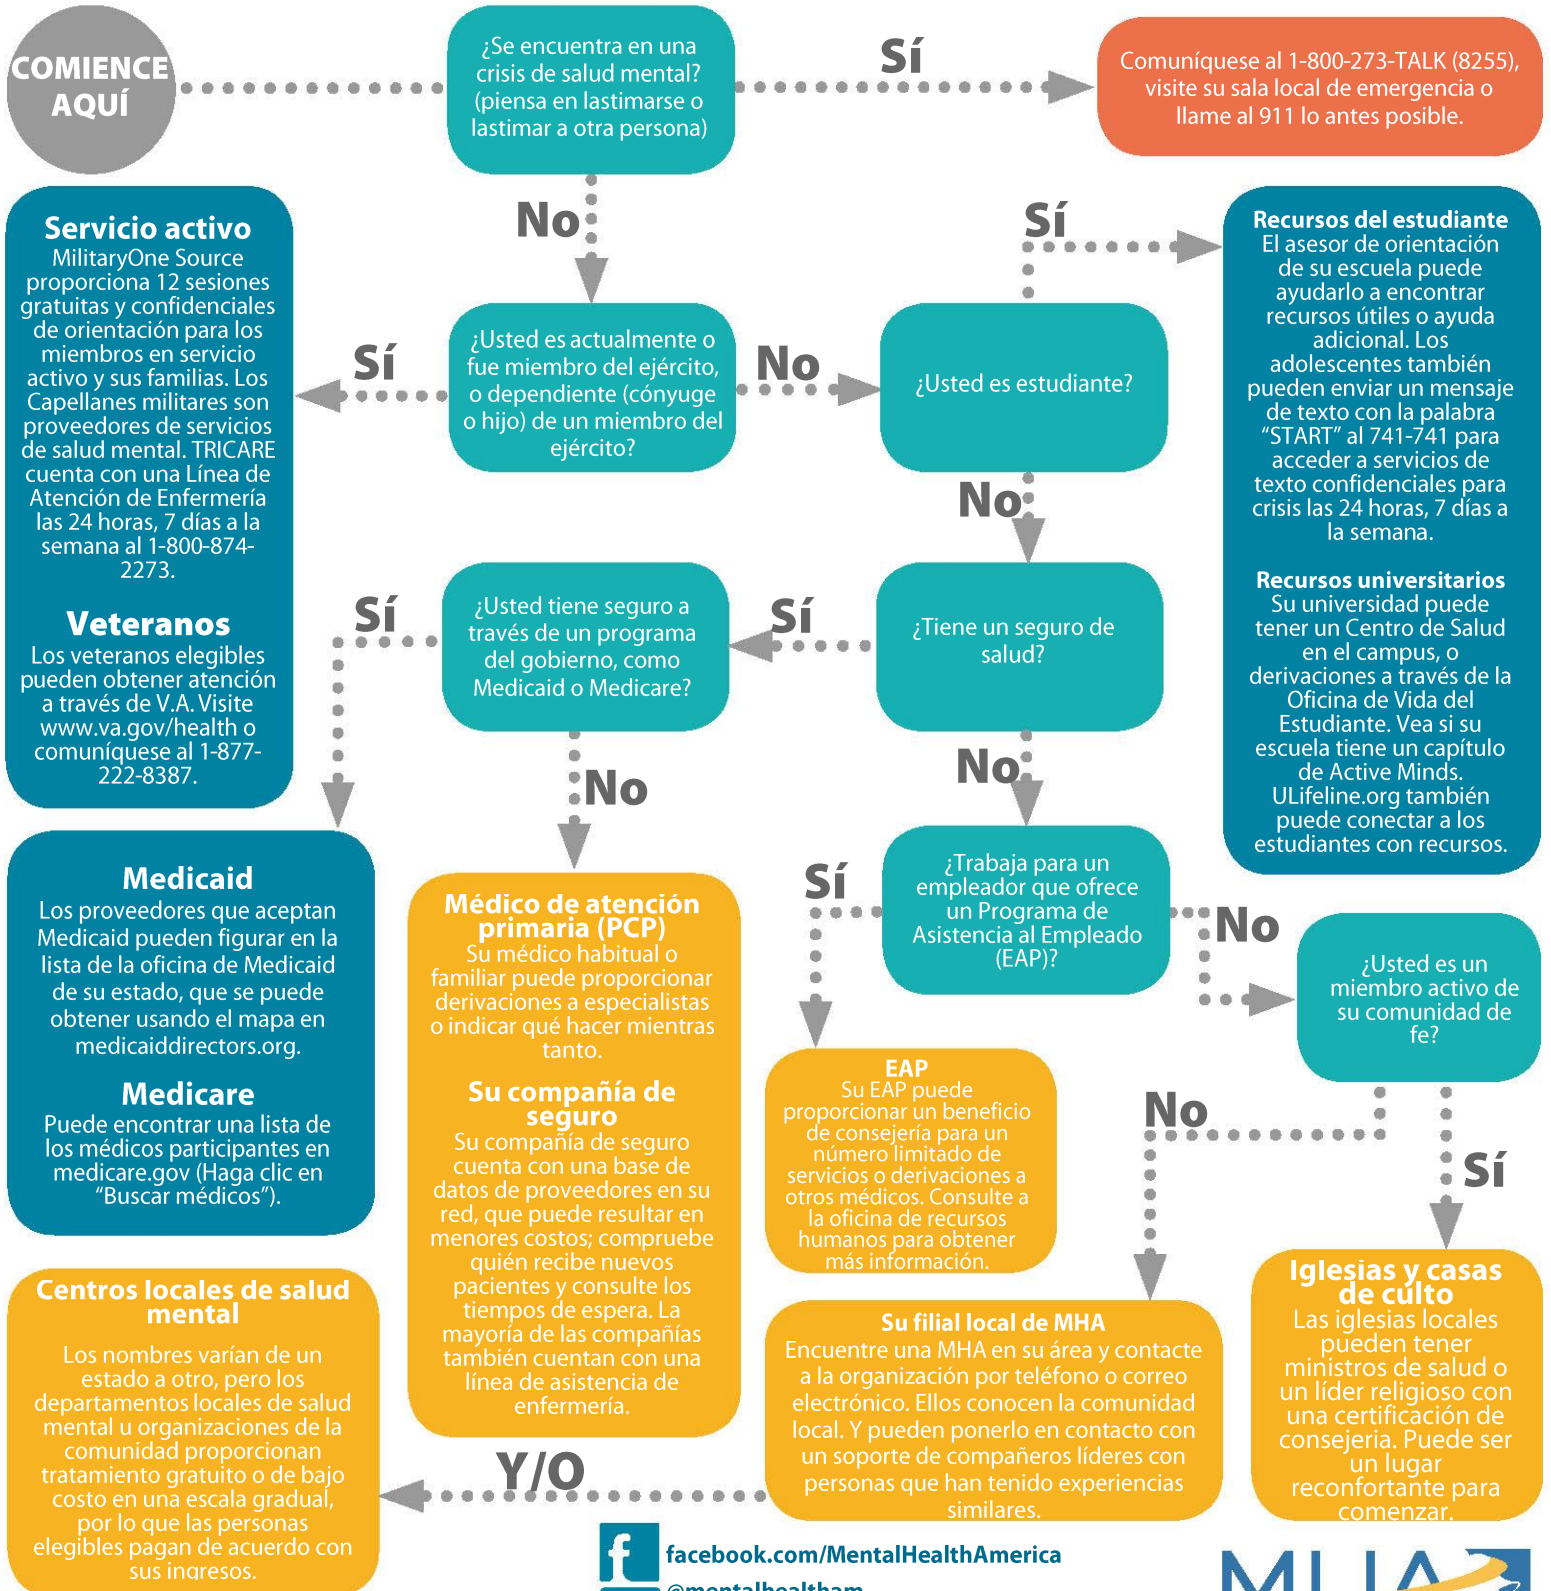 COMIENCE
AQUÍ
¿Se encuentra en una
crisis de salud mental?
(piensa en lastimarse o
lastimar a otra persona)
Sí
Comuníquese al 1-800-273-TALK (8255),
visite su sala local de emergencia o
llame al 911 lo antes posible.
No
Servicio activo
MilitaryOne Source
proporciona 12 sesiones
gratuitas y confidenciales
de orientación para los
miembros en servicio
activo y sus familias. Los
Capellanes militares son
proveedores de servicios
de salud mental. TRICARE
cuenta con una Línea de
Atención de Enfermería
las 24 horas, 7 días a la
semana al 1-800-874-
2273.
Veteranos
Los veteranos elegibles
pueden obtener atención
a través de V.A. Visite
www.va.gov/health o
comuníquese al 1-877-
222-8387.
Sí
¿Usted es actualmente o
fue miembro del ejército,
o dependiente (cónyuge
o hijo) de un miembro del
ejército?
No
¿Usted es estudiante?
Sí
Recursos del estudiante
El asesor de orientación
de su escuela puede
ayudarlo a encontrar
recursos útiles o ayuda
adicional. Los
adolescentes también
pueden enviar un mensaje
de texto con la palabra
“START” al 741-741 para
acceder a servicios de
texto confidenciales para
crisis las 24 horas, 7 días a
la semana.
Recursos universitarios
Su universidad puede
tener un Centro de Salud
en el campus, o
derivaciones a través de la
Oficina de Vida del
Estudiante. Vea si su
escuela tiene un capítulo
de Active Minds.
ULifeline.org también
puede conectar a los
estudiantes con recursos.
No
¿Tiene un seguro de
salud?
Sí
¿Usted tiene seguro a
través de un programa
del gobierno, como
Medicaid o Medicare?
Sí
Medicaid
Los proveedores que aceptan
Medicaid pueden figurar en la
lista de la oficina de Medicaid
de su estado, que se puede
obtener usando el mapa en
medicaiddirectors.org.
Medicare
Puede encontrar una lista de
los médicos participantes en
medicare.gov (Haga clic en
“Buscar médicos”).
No
Médico de atención
primaria (PCP)
Su médico habitual o
familiar puede proporcionar
derivaciones a especialistas
o indicar qué hacer mientras
tanto.
Su compañía de
seguro
Su compañía de seguro
cuenta con una base de
datos de proveedores en su
red, que puede resultar en
menores costos; compruebe
quién recibe nuevos
pacientes y consulte los
tiempos de espera. La
mayoría de las compañías
también cuentan con una
línea de asistencia de
enfermería.
No
¿Trabaja para un
empleador que ofrece
un Programa de
Asistencia al Empleado
(EAP)?
Sí
EAP
Su EAP puede
proporcionar un beneficio
de consejería para un
número limitado de
servicios o derivaciones a
otros médicos. Consulte a
la oficina de recursos
humanos para obtener
más información.
No
¿Usted es un
miembro activo de
su comunidad de
fe?
No
Su filial local de MHA
Encuentre una MHA en su área y contacte
a la organización por teléfono o correo
electrónico. Ellos conocen la comunidad
local. Y pueden ponerlo en contacto con
un soporte de compañeros líderes con
personas que han tenido experiencias
similares.
Sí
Iglesias y casas
de culto
Las iglesias locales
pueden tener
ministros de salud o
un líder religioso con
una certificación de
consejeria. Puede ser
un lugar
reconfortante para
comenzar.
Y/O
Centros locales de salud
mental
Los nombres varían de un
estado a otro, pero los
departamentos locales de salud
mental u organizaciones de la
comunidad proporcionan
tratamiento gratuito o de bajo
costo en una escala gradual,
por lo que las personas
elegibles pagan de acuerdo con
sus ingresos.
facebook.com/MentalHealthAmerica
@mentalhealtham
MHA